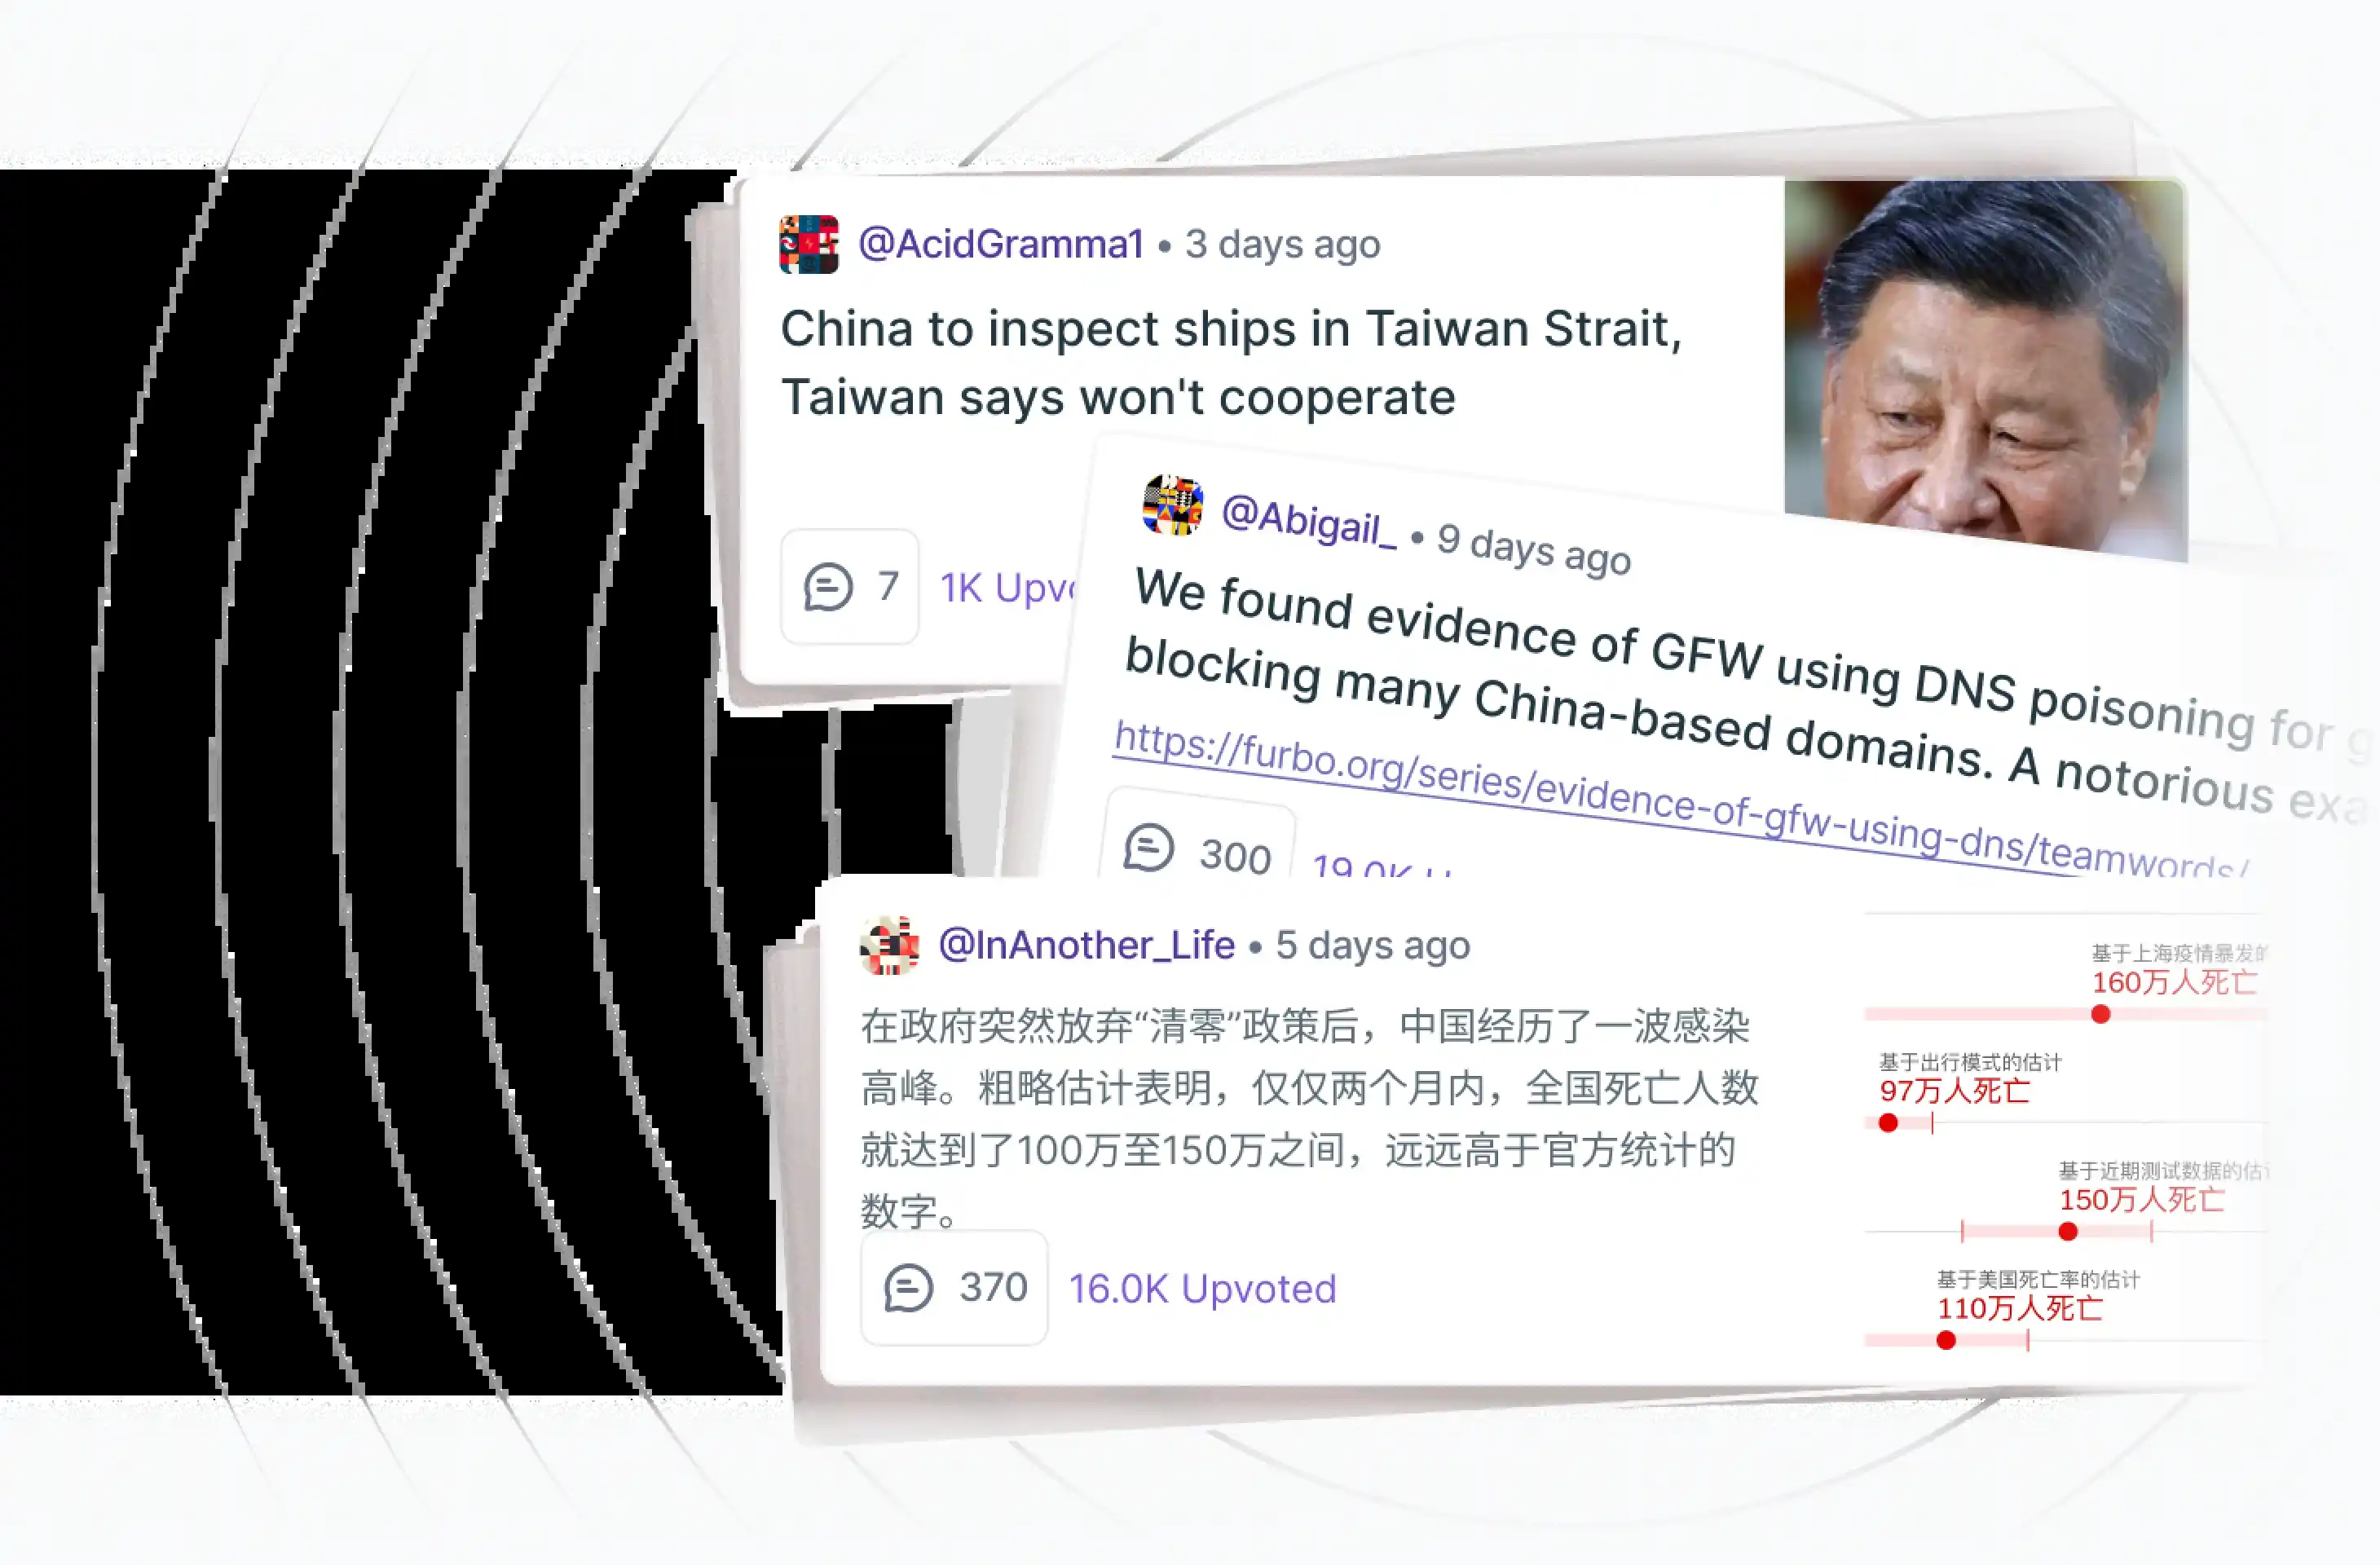 @AcidGramma1 • 3 days ago
China to inspect ships in Taiwan Strait,
Taiwan says won't cooperate
7
1K
@Abigail_ • 9 days ago
We found evidence of GFW using DNS poisoning for
blocking many China-based domains. A notorious
https://furbo.org/series/evidence-of-gfw-using-dns/teamwords/
300
19.0K
@InAnother_Life • 5 days ago
在政府突然放弃“清零”政策后，中国经历了一波感染
高峰。粗略估计表明，仅仅两个月内，全国死亡人数
就达到了100万至150万之间，远远高于官方统计的
数字。
370 16.0K Upvoted
基于上海疫情暴发的
160万人死亡
基于出行模式的估计
97万人死亡
基于近期测试数据的估计
150万人死亡
基于美国死亡率的估计
110万人死亡